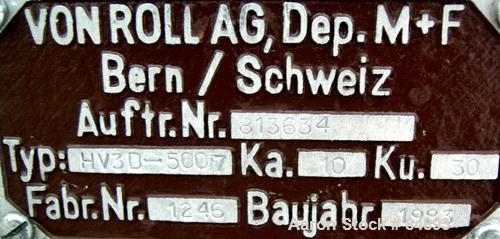 VON ROLL AG, Dep. M+F
Bern / Schweiz
Auftr. Nr. 813634
Typ: HV3D-500/7 Ka. 10 Ku. 30
Fabr. Nr. 1246 Baujahr 1983
Aaron Stock #